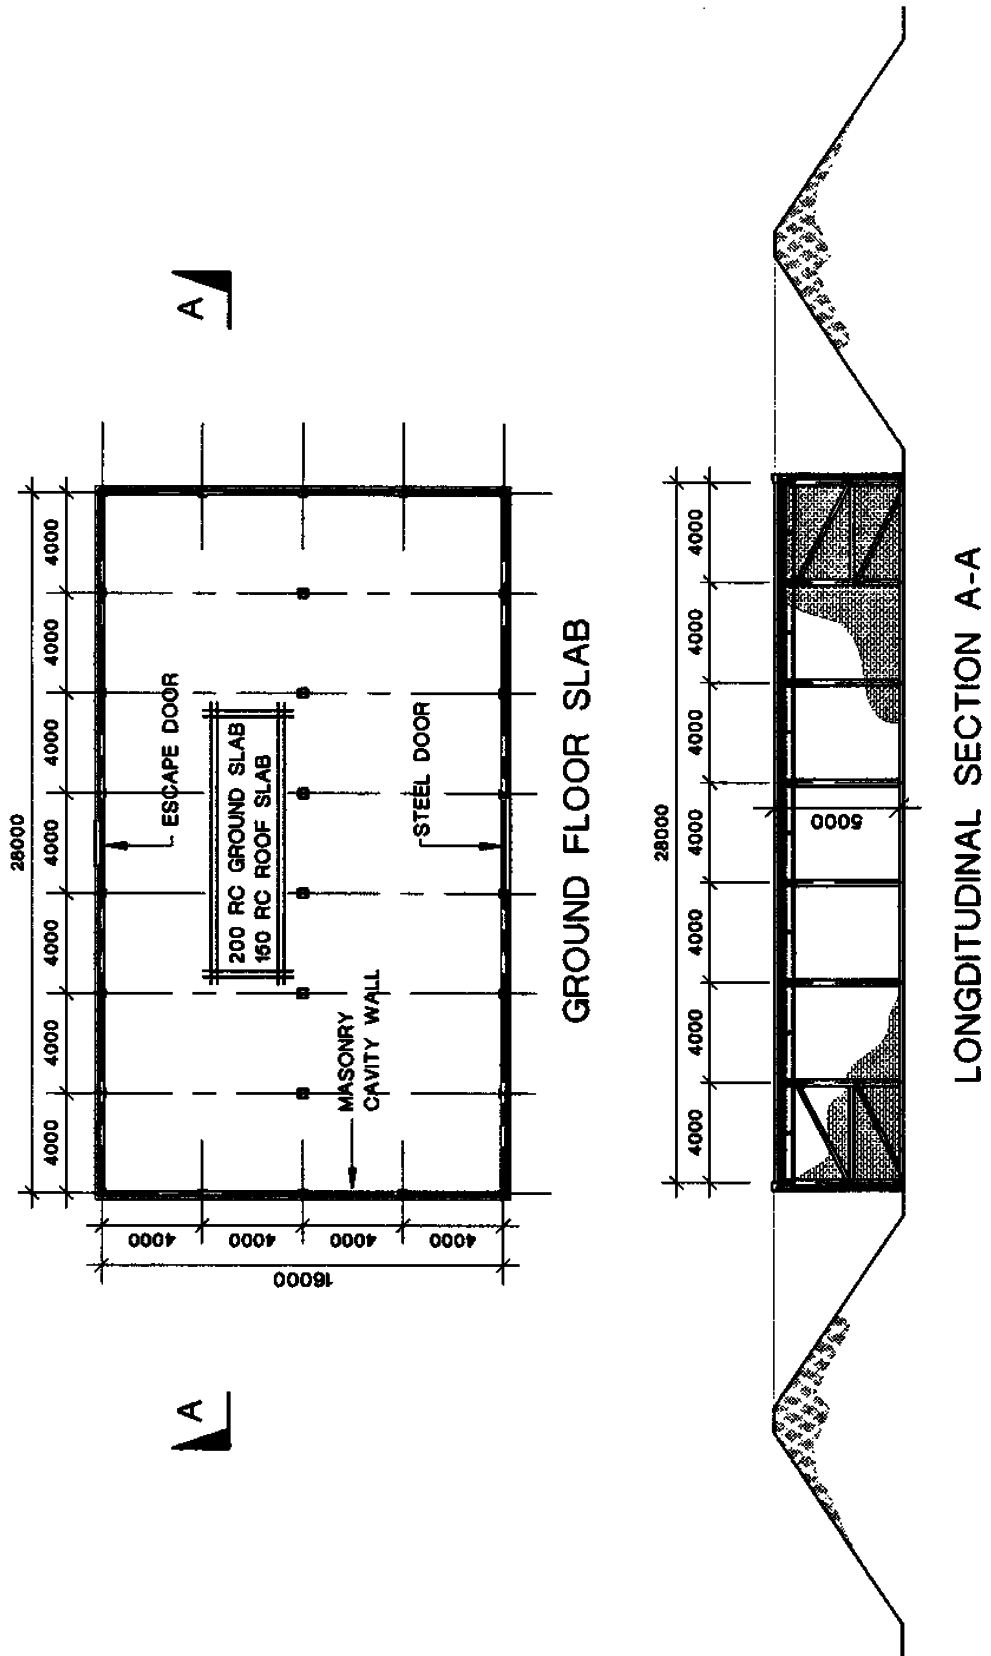 A
A
28000
4000
4000
4000
4000
4000
4000
4000
ESCAPE DOOR
200 RC GROUND SLAB
150 RC ROOF SLAB
MASONRY
CAVITY WALL
STEEL DOOR
4000
4000
4000
4000
16000
GROUND FLOOR SLAB
28000
4000
4000
4000
4000
4000
4000
4000
5000
LONGDITUDINAL SECTION A-A